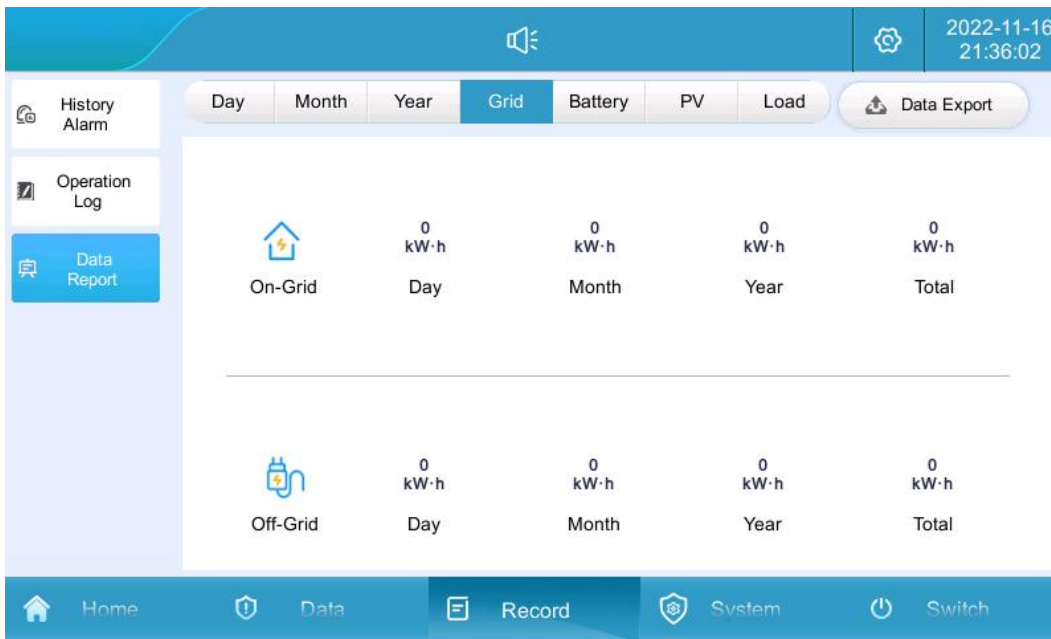 2022-11-16
21:36:02
History
Alarm
Operation
Log
Data
Report
Day Month Year Grid Battery PV Load
Data Export
0 0 0 0
kW·h kW·h kW·h kW·h
On-Grid Day Month Year Total
0 0 0 0
kW·h kW·h kW·h kW·h
Off-Grid Day Month Year Total
Home Data Record System Switch